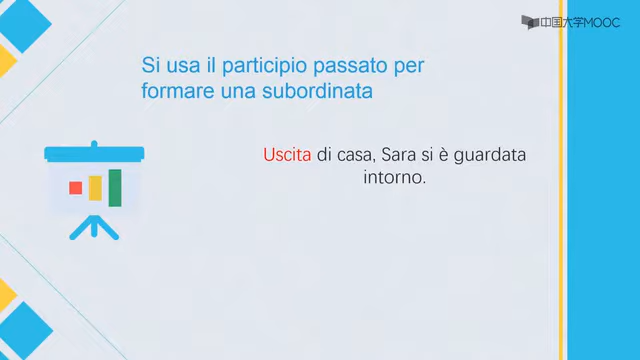 中国大学MOOC
Si usa il participio passato per
formare una subordinata
Uscita di casa, Sara si è guardata
intorno.